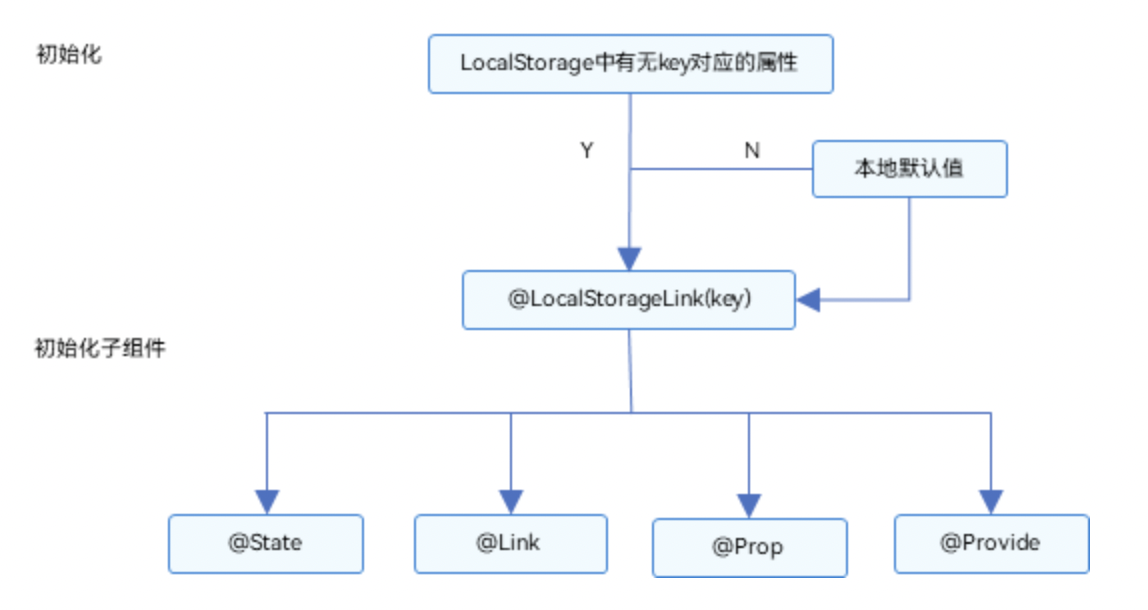 初始化
LocalStorage中有无key对应的属性
Y
N
本地默认值
@LocalStorageLink(key)
初始化子组件
@State
@Link
@Prop
@Provide